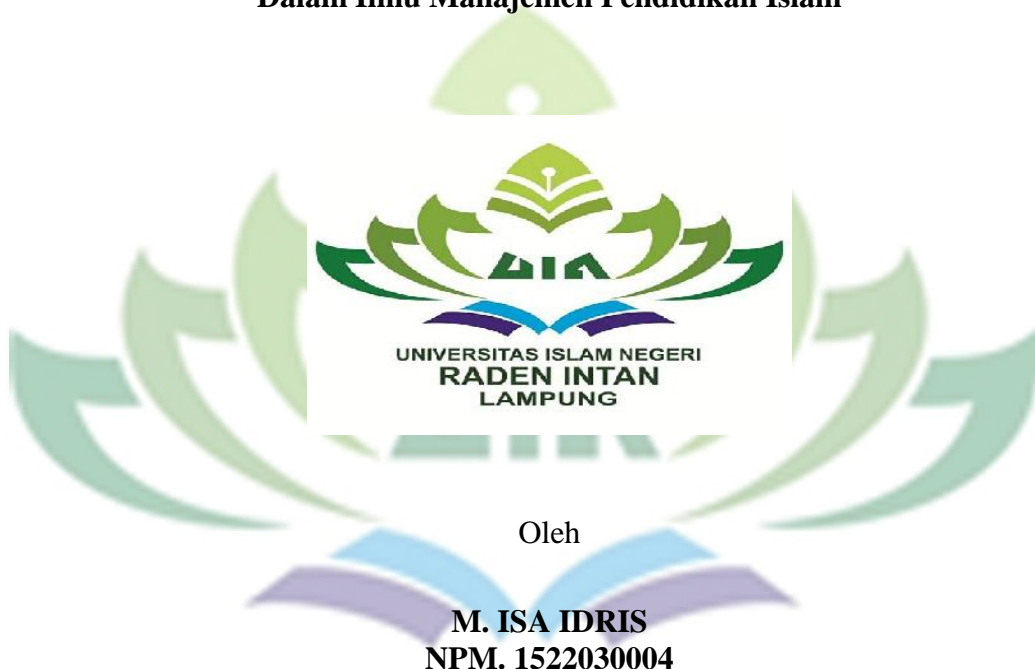 Dalam Ilmu Manajemen Pendidikan Islam
UIN
UNIVERSITAS ISLAM NEGERI
RADEN INTAN
LAMPUNG
Oleh
M. ISA IDRIS
NPM. 1522030004